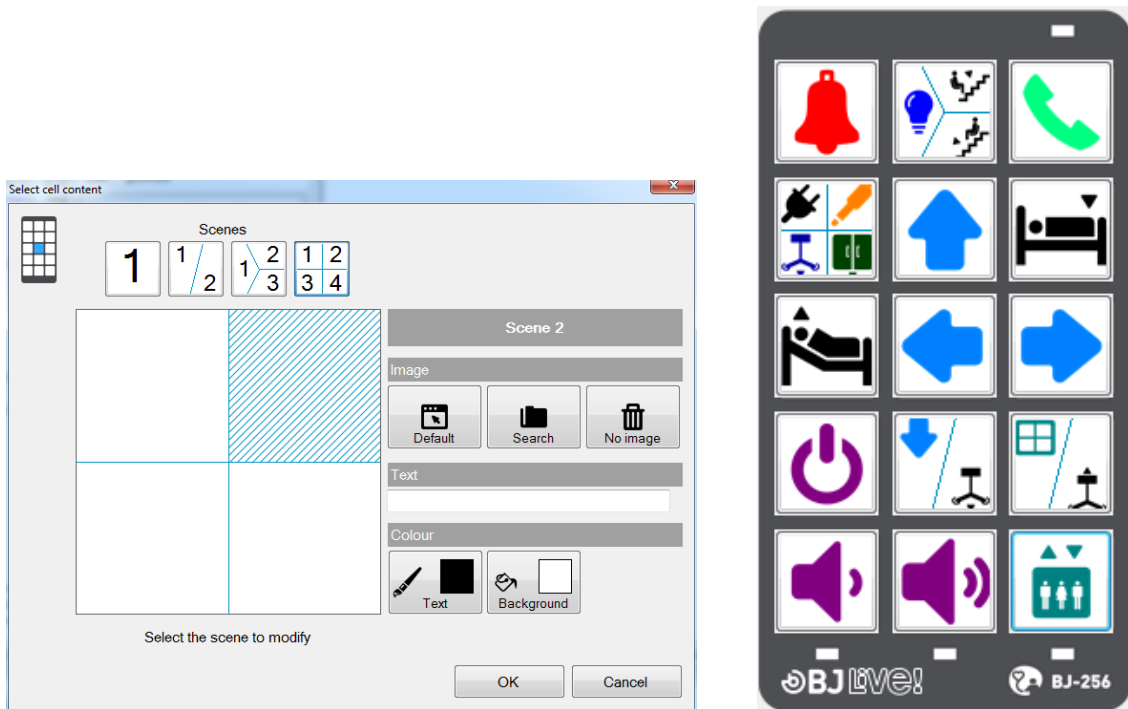 Select cell content
Scenes
1
1 2
1 2 3
1 2 3 4
Scene 2
Image
Default
Search
No image
Text
Colour
Text
Background
Select the scene to modify
OK
Cancel
BJ LIVE!
BJ-256